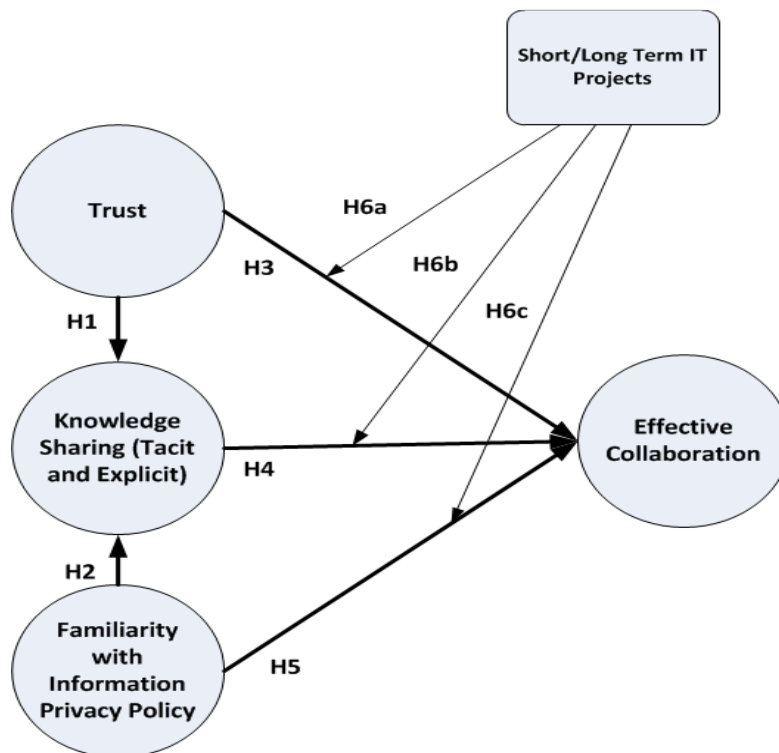 Short/Long Term IT
Projects
Trust
H6a
H3
H6b
H1
H6c
Knowledge
Sharing (Tacit
and Explicit)
Effective
Collaboration
H4
H2
Familiarity
with
Information
Privacy Policy
H5